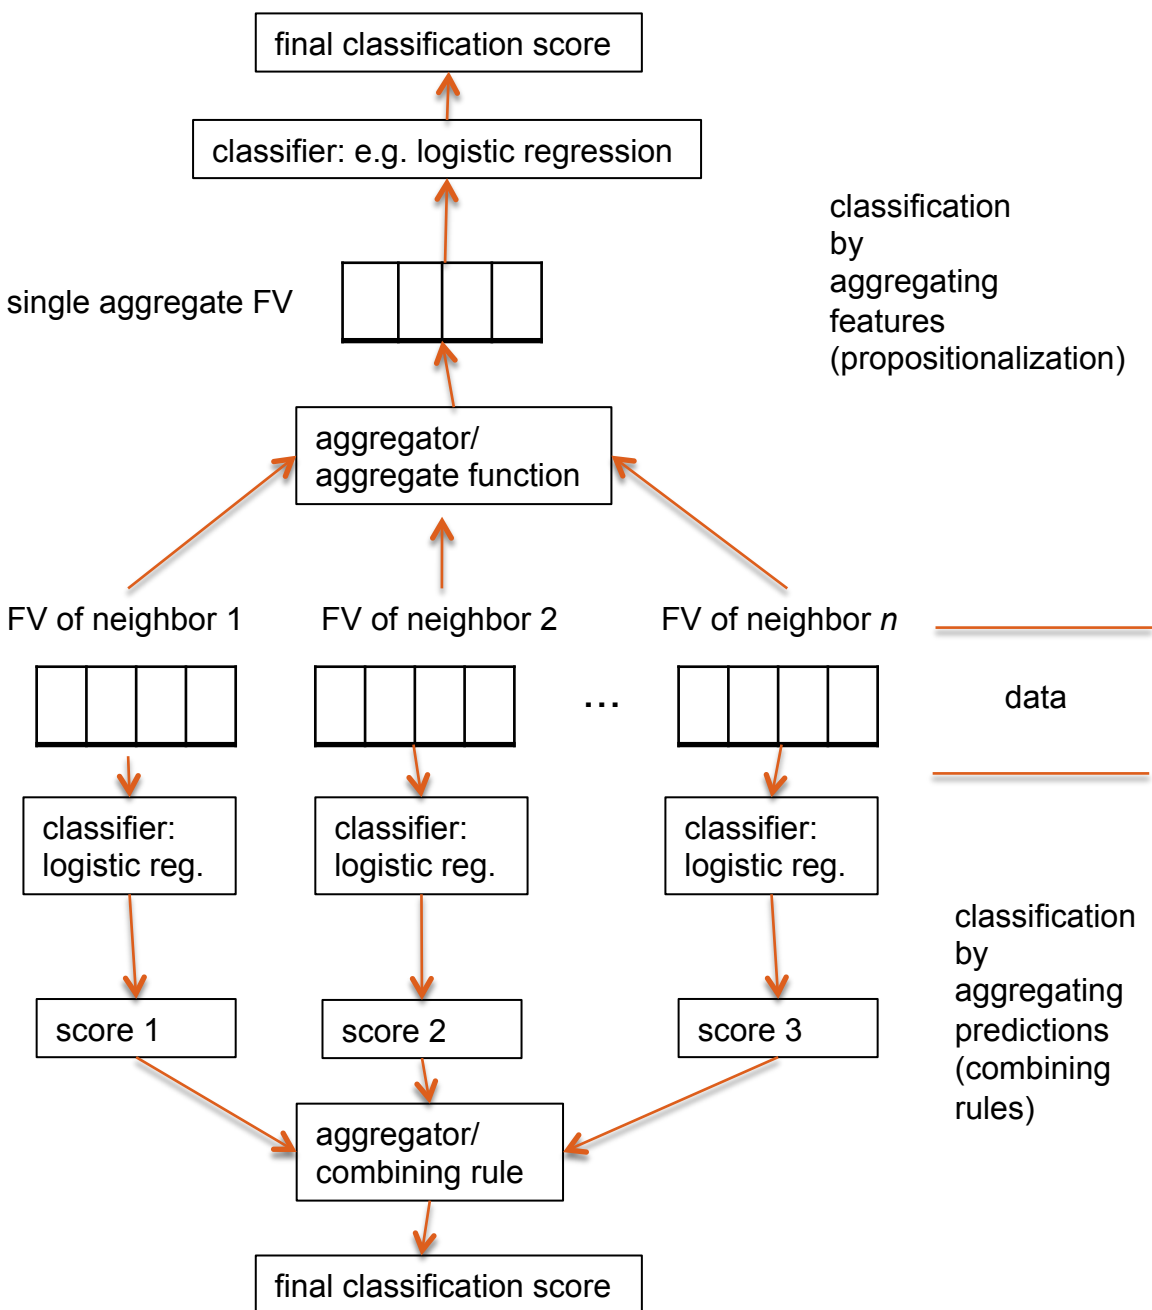 final classification score
classifier: e.g. logistic regression
classification
by
aggregating
features
(propositionalization)
single aggregate FV
aggregator/
aggregate function
FV of neighbor 1
FV of neighbor 2
FV of neighbor n
...
data
classifier:
logistic reg.
classifier:
logistic reg.
classifier:
logistic reg.
classification
by
aggregating
predictions
(combining
rules)
score 1
score 2
score 3
aggregator/
combining rule
final classification score